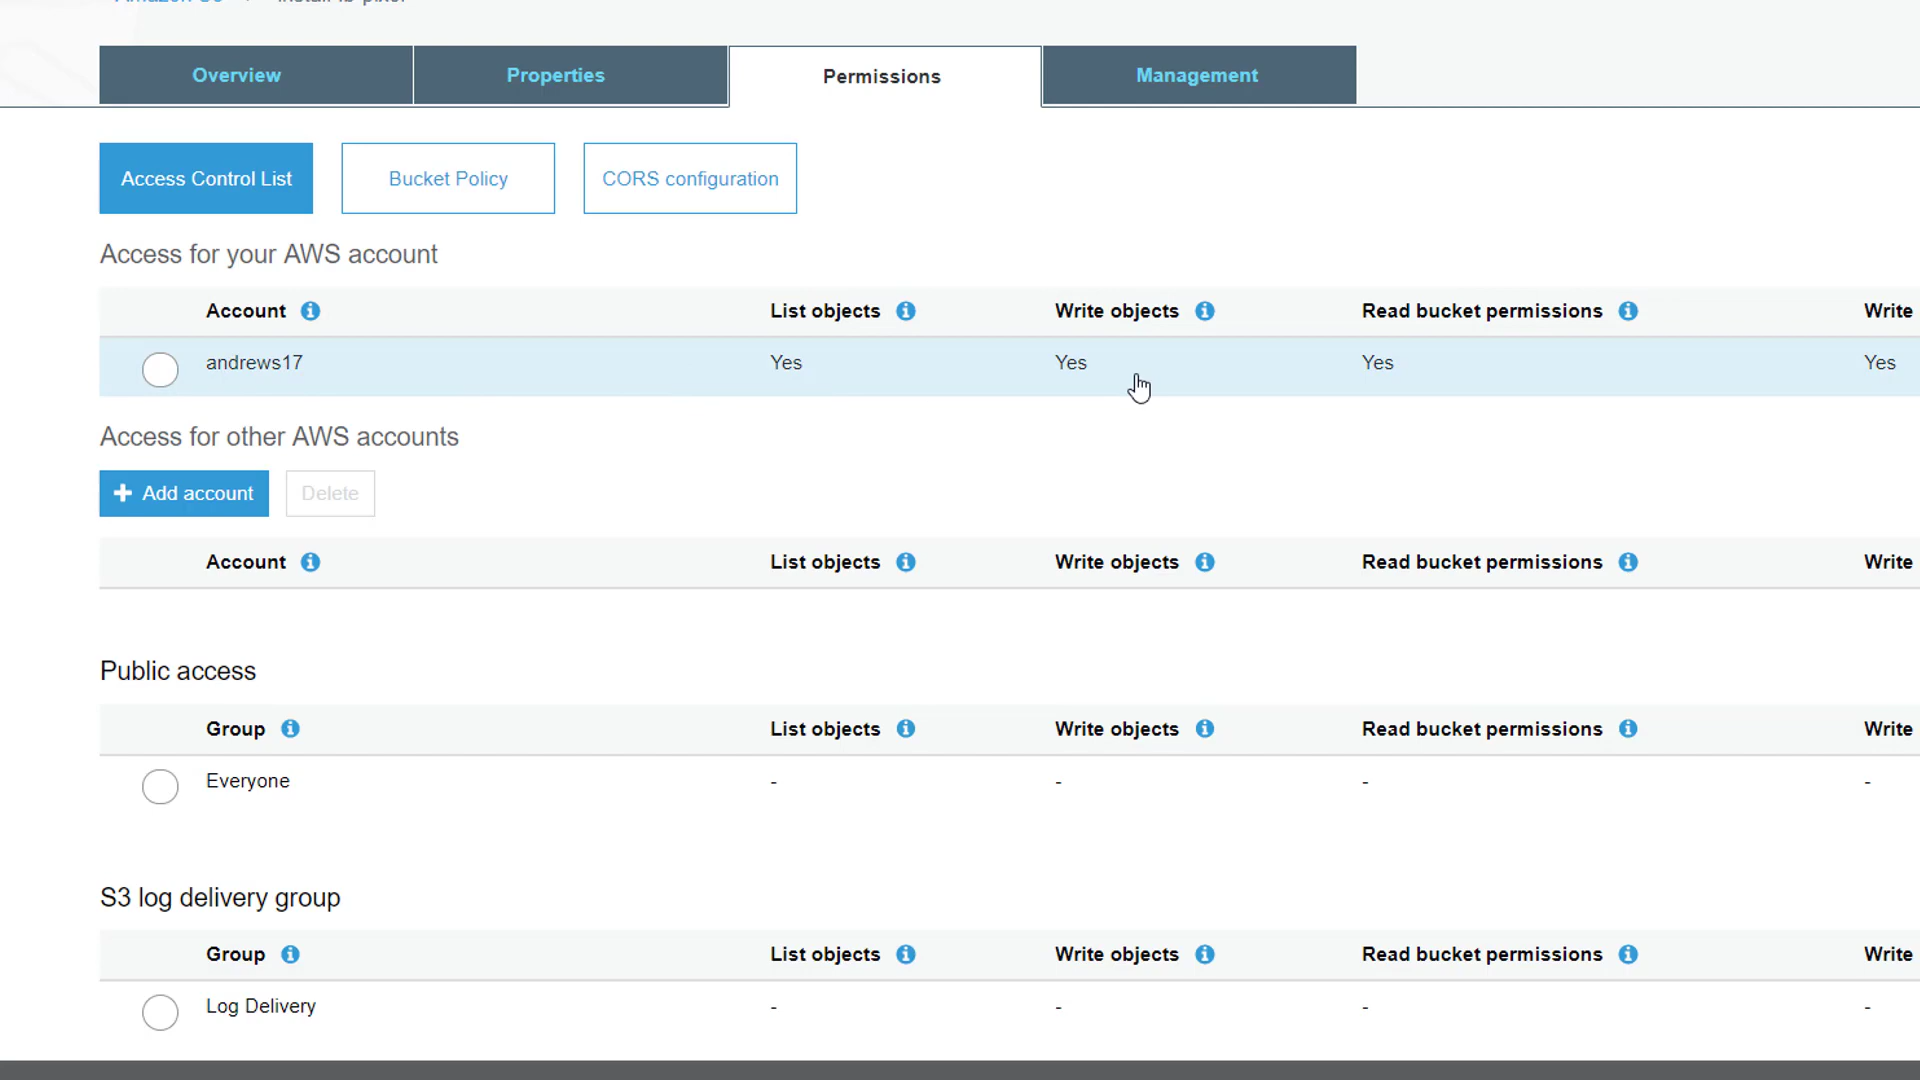 Overview Properties Permissions Management
Access Control List Bucket Policy CORS configuration
Access for your AWS account
Account List objects Write objects Read bucket permissions Write
andrews17 Yes Yes Yes Yes
Access for other AWS accounts
Add account Delete
Account List objects Write objects Read bucket permissions Write
Public access
Group List objects Write objects Read bucket permissions Write
Everyone - - - -
S3 log delivery group
Group List objects Write objects Read bucket permissions Write
Log Delivery - - - -